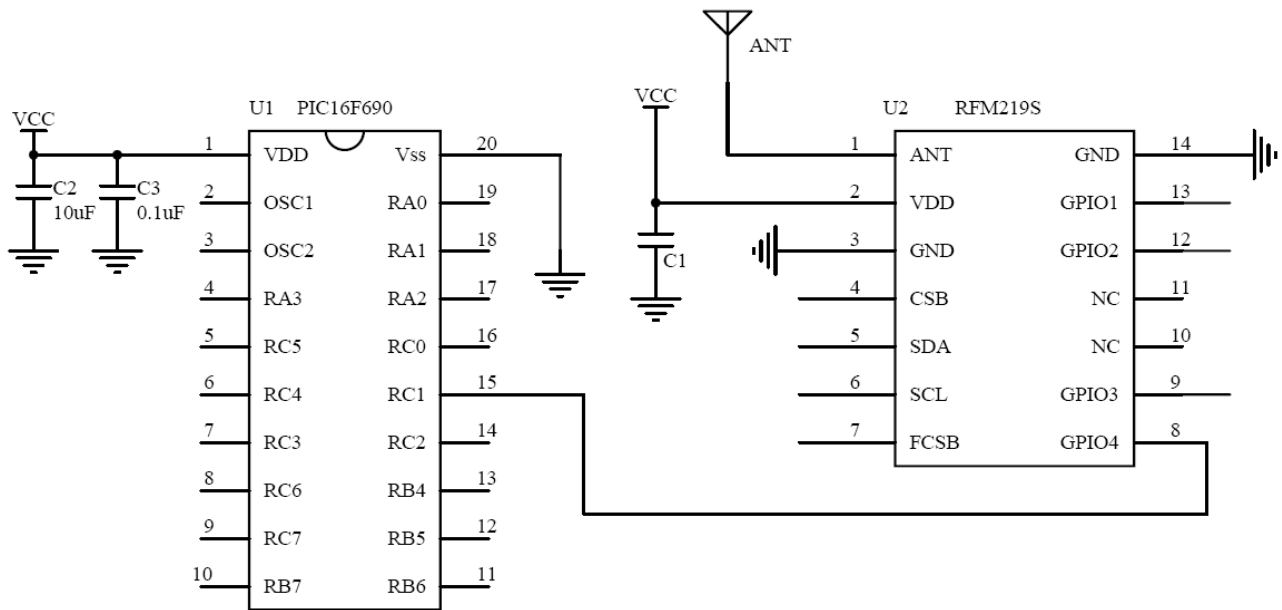 ANT
U1 PIC16F690
VCC
U2 RFM219S
VCC
1 VDD Vss 20
1 ANT GND 14
C2
10uF
C3
0.1uF
2 OSC1 RA0 19
2 VDD GPIO1 13
3 OSC2 RA1 18
C1
3 GND GPIO2 12
4 RA3 RA2 17
4 CSB NC 11
5 RC5 RC0 16
5 SDA NC 10
6 RC4 RC1 15
6 SCL GPIO3 9
7 RC3 RC2 14
7 FCSB GPIO4 8
8 RC6 RB4 13
9 RC7 RB5 12
10 RB7 RB6 11